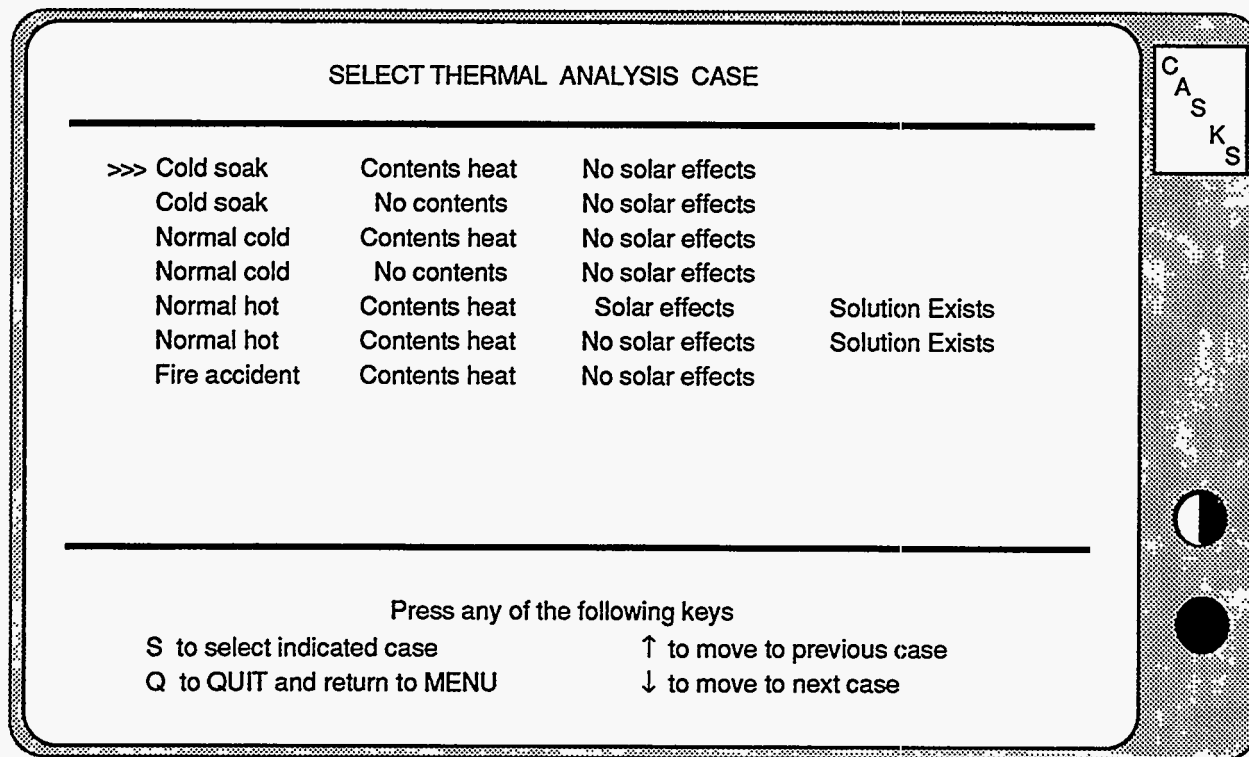 SELECT THERMAL ANALYSIS CASE
CASKS
>>> Cold soak Contents heat No solar effects
Cold soak No contents No solar effects
Normal cold Contents heat No solar effects
Normal cold No contents No solar effects
Normal hot Contents heat Solar effects Solution Exists
Normal hot Contents heat No solar effects Solution Exists
Fire accident Contents heat No solar effects
Press any of the following keys
S to select indicated case ↑ to move to previous case
Q to QUIT and return to MENU ↓ to move to next case